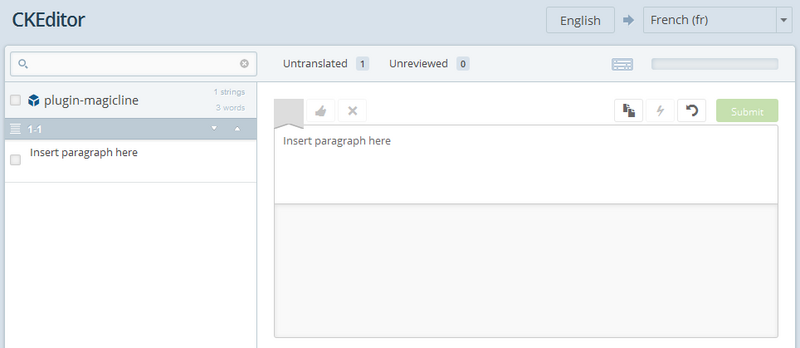 CKEditor
English
French (fr)
Untranslated 1 Unreviewed 0
plugin-magicline
1 strings
3 words
1-1
Insert paragraph here
Submit
Insert paragraph here